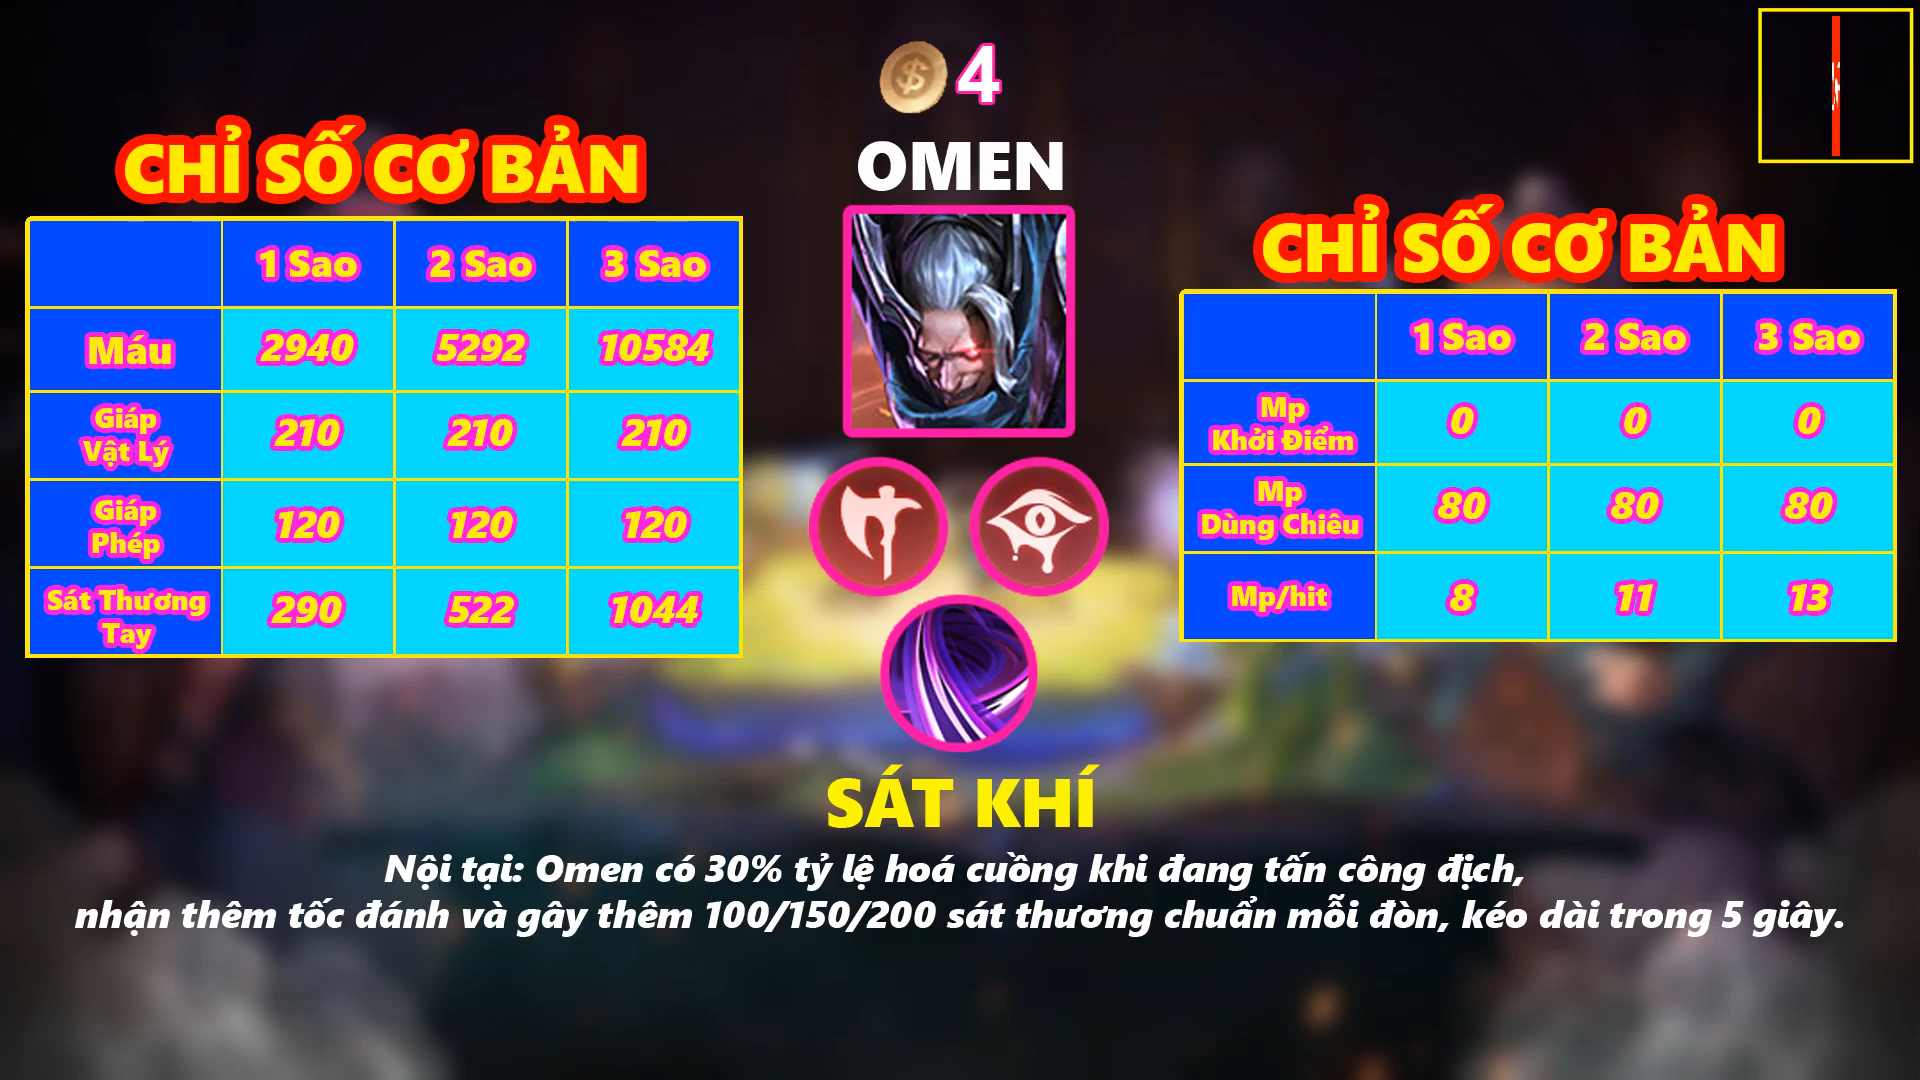 4
OMEN
CHỈ SỐ CƠ BẢN
1 Sao 2 Sao 3 Sao
Máu 2940 5292 10584
Giáp
Vật Lý 210 210 210
Giáp
Phép 120 120 120
Sát Thương
Tay 290 522 1044
CHỈ SỐ CƠ BẢN
1 Sao 2 Sao 3 Sao
Mp
Khởi Điểm 0 0 0
Mp
Dùng Chiêu 80 80 80
Mp/hit 8 11 13
SÁT KHÍ
Nội tại: Omen có 30% tỷ lệ hoá cuồng khi đang tấn công địch,
nhận thêm tốc đánh và gây thêm 100/150/200 sát thương chuẩn mỗi đòn, kéo dài trong 5 giây.